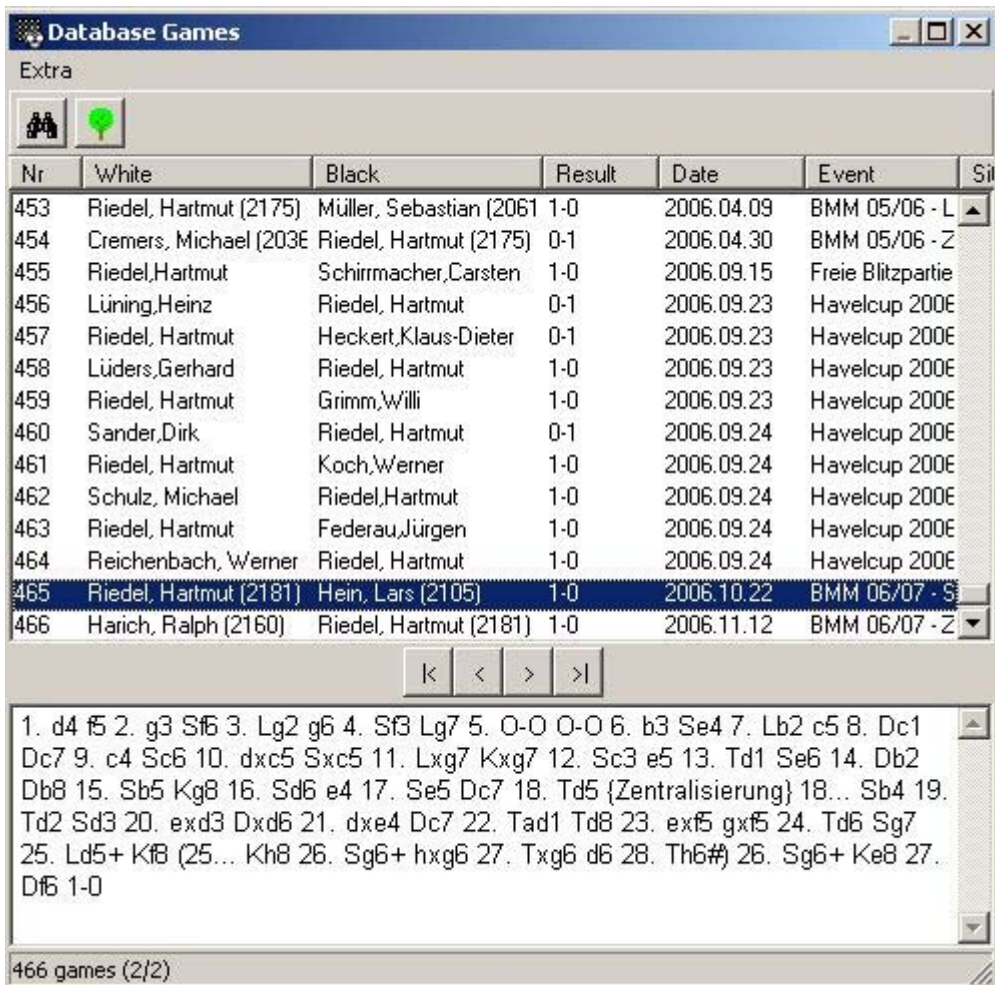 Database Games
Extra
Nr White Black Result Date Event Sit
453 Riedel, Hartmut (2175) Müller, Sebastian (2061 1-0 2006.04.09 BMM 05/06 - L
454 Cremers, Michael (2036 Riedel, Hartmut (2175) 0-1 2006.04.30 BMM 05/06 - Z
455 Riedel,Hartmut Schirrmacher,Carsten 1-0 2006.09.15 Freie Blitzpartie
456 Lüning,Heinz Riedel, Hartmut 0-1 2006.09.23 Havelcup 2006
457 Riedel, Hartmut Heckert,Klaus-Dieter 0-1 2006.09.23 Havelcup 2006
458 Lüders,Gerhard Riedel, Hartmut 1-0 2006.09.23 Havelcup 2006
459 Riedel, Hartmut Grimm,Willi 1-0 2006.09.23 Havelcup 2006
460 Sander,Dirk Riedel, Hartmut 0-1 2006.09.24 Havelcup 2006
461 Riedel, Hartmut Koch,Werner 1-0 2006.09.24 Havelcup 2006
462 Schulz, Michael Riedel,Hartmut 1-0 2006.09.24 Havelcup 2006
463 Riedel, Hartmut Federau,Jürgen 1-0 2006.09.24 Havelcup 2006
464 Reichenbach, Werner Riedel, Hartmut 1-0 2006.09.24 Havelcup 2006
465 Riedel, Hartmut (2181) Hein, Lars (2105) 1-0 2006.10.22 BMM 06/07 - S
466 Harich, Ralph (2160) Riedel, Hartmut (2181) 1-0 2006.11.12 BMM 06/07 - Z
|< < > >|
1. d4 f5 2. g3 Sf6 3. Lg2 g6 4. Sf3 Lg7 5. O-O O-O 6. b3 Se4 7. Lb2 c5 8. Dc1
Dc7 9. c4 Sc6 10. dxc5 Sxc5 11. Lxg7 Kxg7 12. Sc3 e5 13. Td1 Se6 14. Db2
Db8 15. Sb5 Kg8 16. Sd6 e4 17. Se5 Dc7 18. Td5 {Zentralisierung} 18... Sb4 19.
Td2 Sd3 20. exd3 Dxd6 21. dxe4 Dc7 22. Tad1 Td8 23. exf5 gxf5 24. Td6 Sg7
25. Ld5+ Kf8 (25... Kh8 26. Sg6+ hxg6 27. Txg6 d6 28. Th6#) 26. Sg6+ Ke8 27.
Df6 1-0
466 games (2/2)